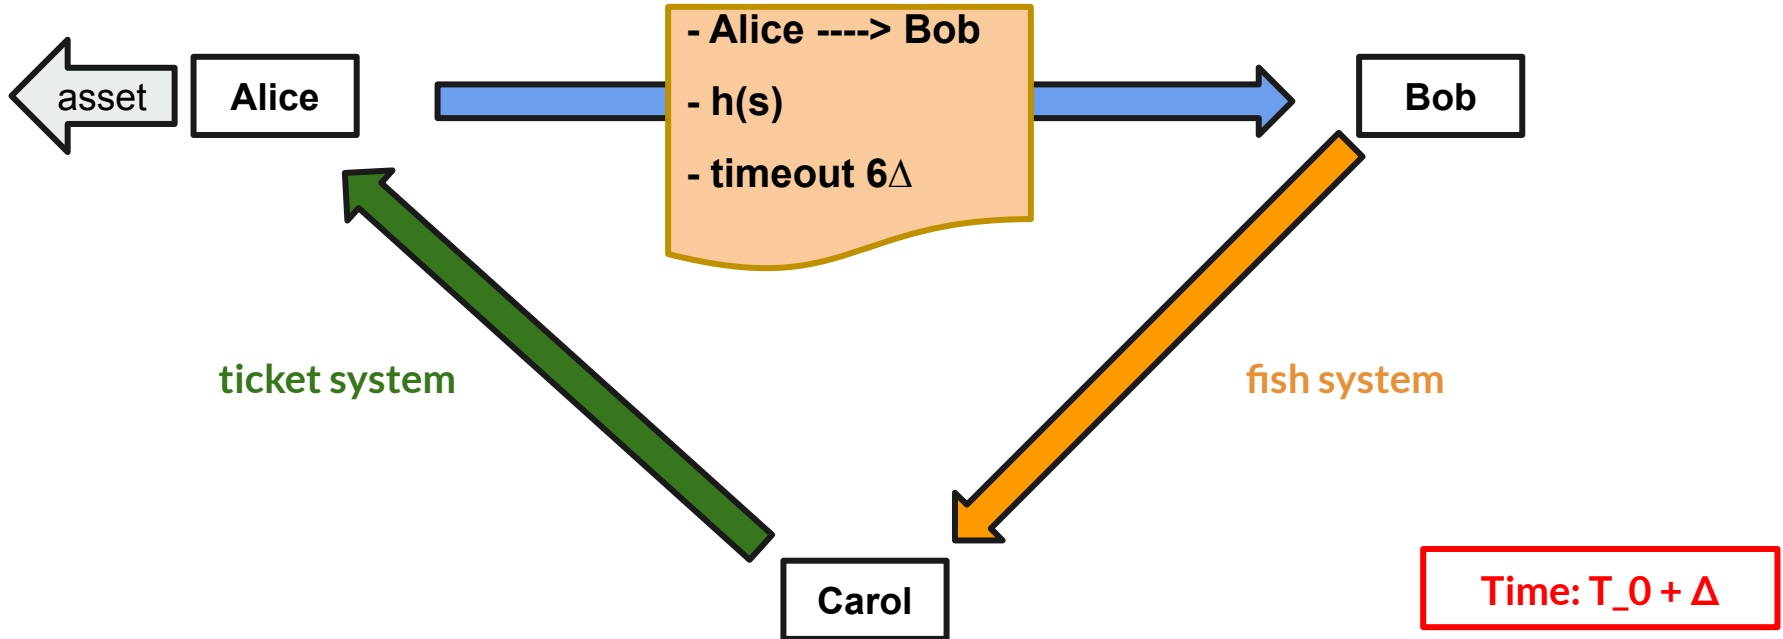 - Alice ----> Bob
asset
Alice
- h(s)
Bob
- timeout 6Δ
ticket system
fish system
Carol
Time: T_0 + Δ